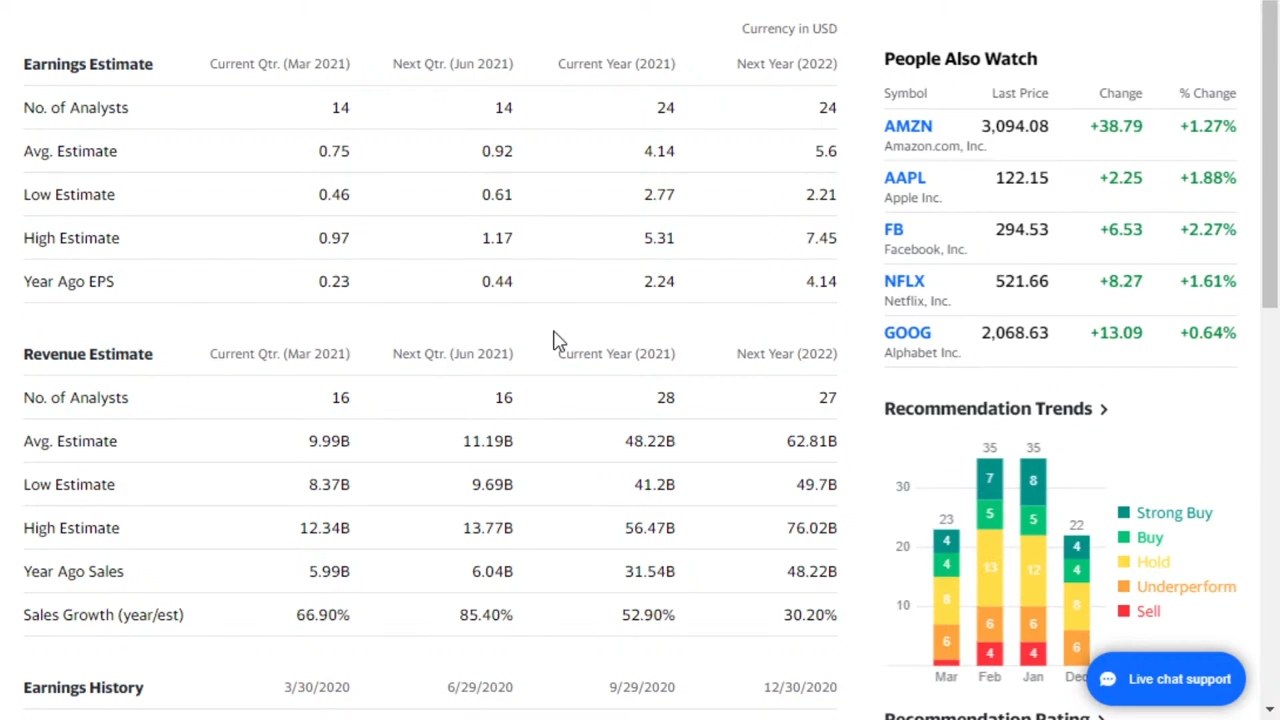 Currency in USD
Earnings Estimate Current Qtr. (Mar 2021) Next Qtr. (Jun 2021) Current Year (2021) Next Year (2022)
No. of Analysts 14 14 24 24
Avg. Estimate 0.75 0.92 4.14 5.6
Low Estimate 0.46 0.61 2.77 2.21
High Estimate 0.97 1.17 5.31 7.45
Year Ago EPS 0.23 0.44 2.24 4.14
Revenue Estimate Current Qtr. (Mar 2021) Next Qtr. (Jun 2021) Current Year (2021) Next Year (2022)
No. of Analysts 16 16 28 27
Avg. Estimate 9.99B 11.19B 48.22B 62.81B
Low Estimate 8.37B 9.69B 41.2B 49.7B
High Estimate 12.34B 13.77B 56.47B 76.02B
Year Ago Sales 5.99B 6.04B 31.54B 48.22B
Sales Growth (year/est) 66.90% 85.40% 52.90% 30.20%
Earnings History 3/30/2020 6/29/2020 9/29/2020 12/30/2020
People Also Watch
Symbol Last Price Change % Change
AMZN 3,094.08 +38.79 +1.27%
Amazon.com, Inc.
AAPL 122.15 +2.25 +1.88%
Apple Inc.
FB 294.53 +6.53 +2.27%
Facebook, Inc.
NFLX 521.66 +8.27 +1.61%
Netflix, Inc.
GOOG 2,068.63 +13.09 +0.64%
Alphabet Inc.
Recommendation Trends >
35 35
30 7 8
23 5 5 22
20 4 13 12 4
4 4
10 8 8
6 6 6 6
4 4
Mar Feb Jan Dec
Strong Buy
Buy
Hold
Underperform
Sell
Live chat support
Recommendation Rating >